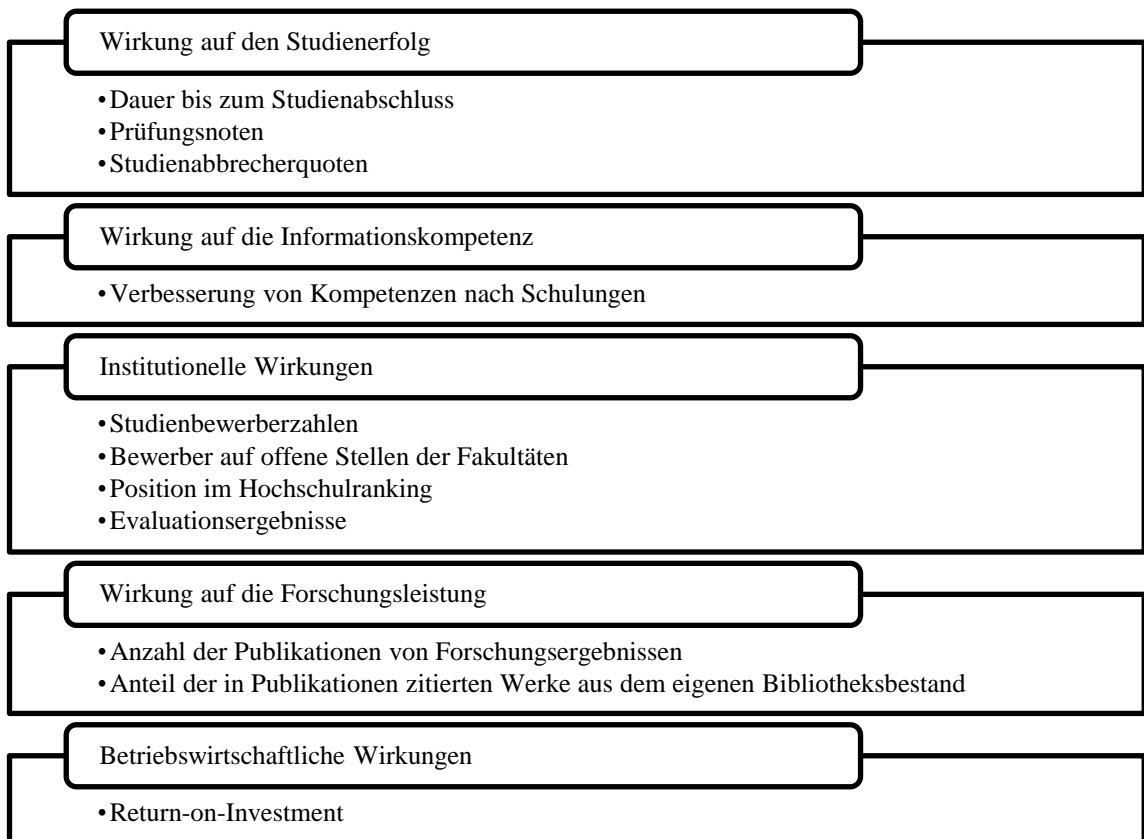 Wirkung auf den Studienerfolg
•Dauer bis zum Studienabschluss
•Prüfungsnoten
•Studienabbrecherquoten
Wirkung auf die Informationskompetenz
•Verbesserung von Kompetenzen nach Schulungen
Institutionelle Wirkungen
•Studienbewerberzahlen
•Bewerber auf offene Stellen der Fakultäten
•Position im Hochschulranking
•Evaluationsergebnisse
Wirkung auf die Forschungsleistung
•Anzahl der Publikationen von Forschungsergebnissen
•Anteil der in Publikationen zitierten Werke aus dem eigenen Bibliotheksbestand
Betriebswirtschaftliche Wirkungen
•Return-on-Investment